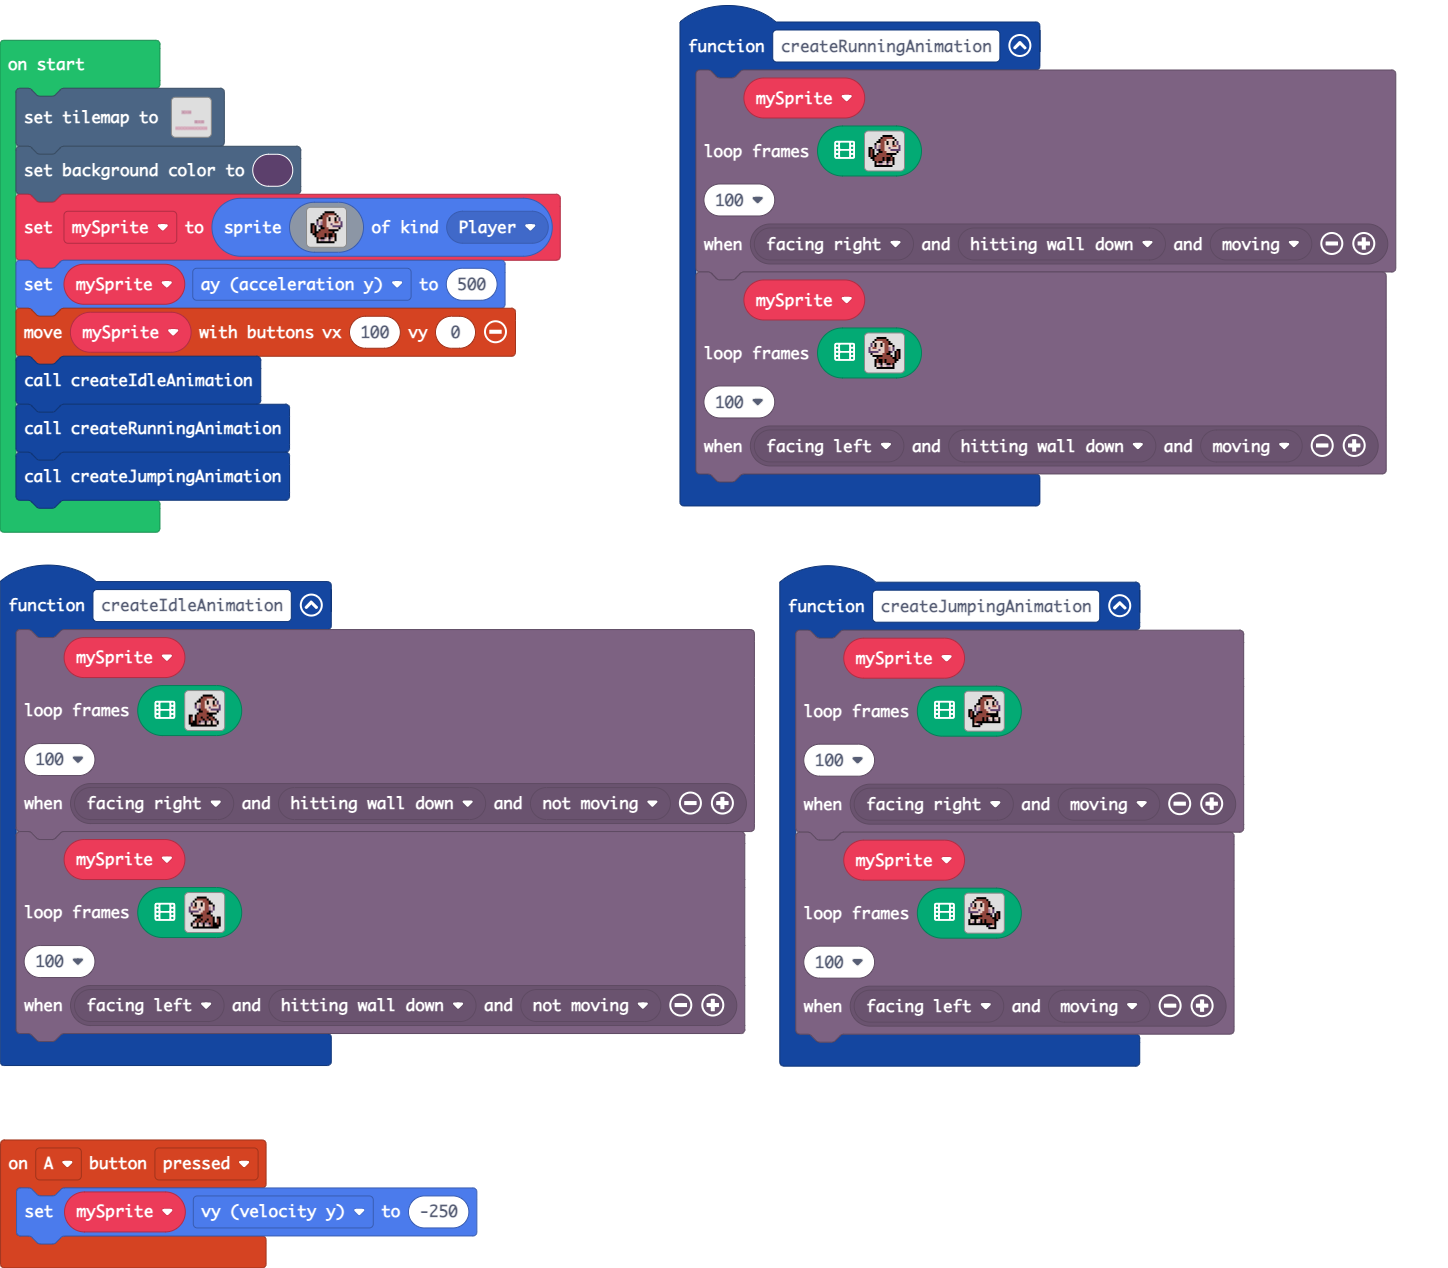 on start
set tilemap to
set background color to
set mySprite to sprite of kind Player
set mySprite ay (acceleration y) to 500
move mySprite with buttons vx 100 vy 0
call createIdleAnimation
call createRunningAnimation
call createJumpingAnimation
function createRunningAnimation
mySprite
loop frames
100
when facing right and hitting wall down and moving
mySprite
loop frames
100
when facing left and hitting wall down and moving
function createIdleAnimation
mySprite
loop frames
100
when facing right and hitting wall down and not moving
mySprite
loop frames
100
when facing left and hitting wall down and not moving
function createJumpingAnimation
mySprite
loop frames
100
when facing right and moving
mySprite
loop frames
100
when facing left and moving
on A button pressed
set mySprite vy (velocity y) to -250